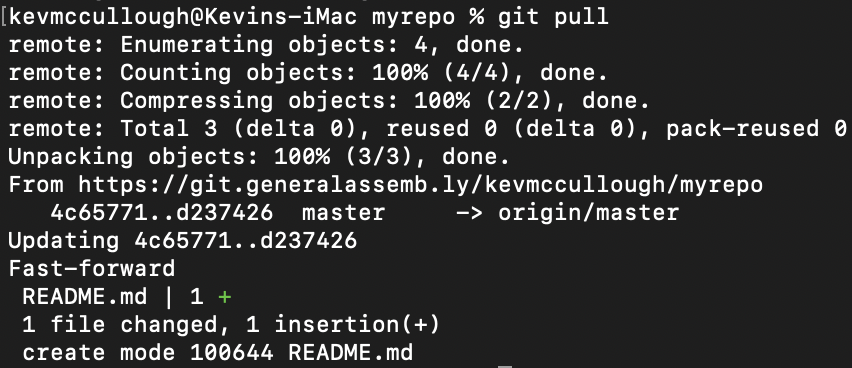 [kevmccullough@Kevins-iMac myrepo % git pull
remote: Enumerating objects: 4, done.
remote: Counting objects: 100% (4/4), done.
remote: Compressing objects: 100% (2/2), done.
remote: Total 3 (delta 0), reused 0 (delta 0), pack-reused 0
Unpacking objects: 100% (3/3), done.
From https://git.generalassemb.ly/kevmccullough/myrepo
   4c65771..d237426  master     -> origin/master
Updating 4c65771..d237426
Fast-forward
 README.md | 1 +
 1 file changed, 1 insertion(+)
 create mode 100644 README.md